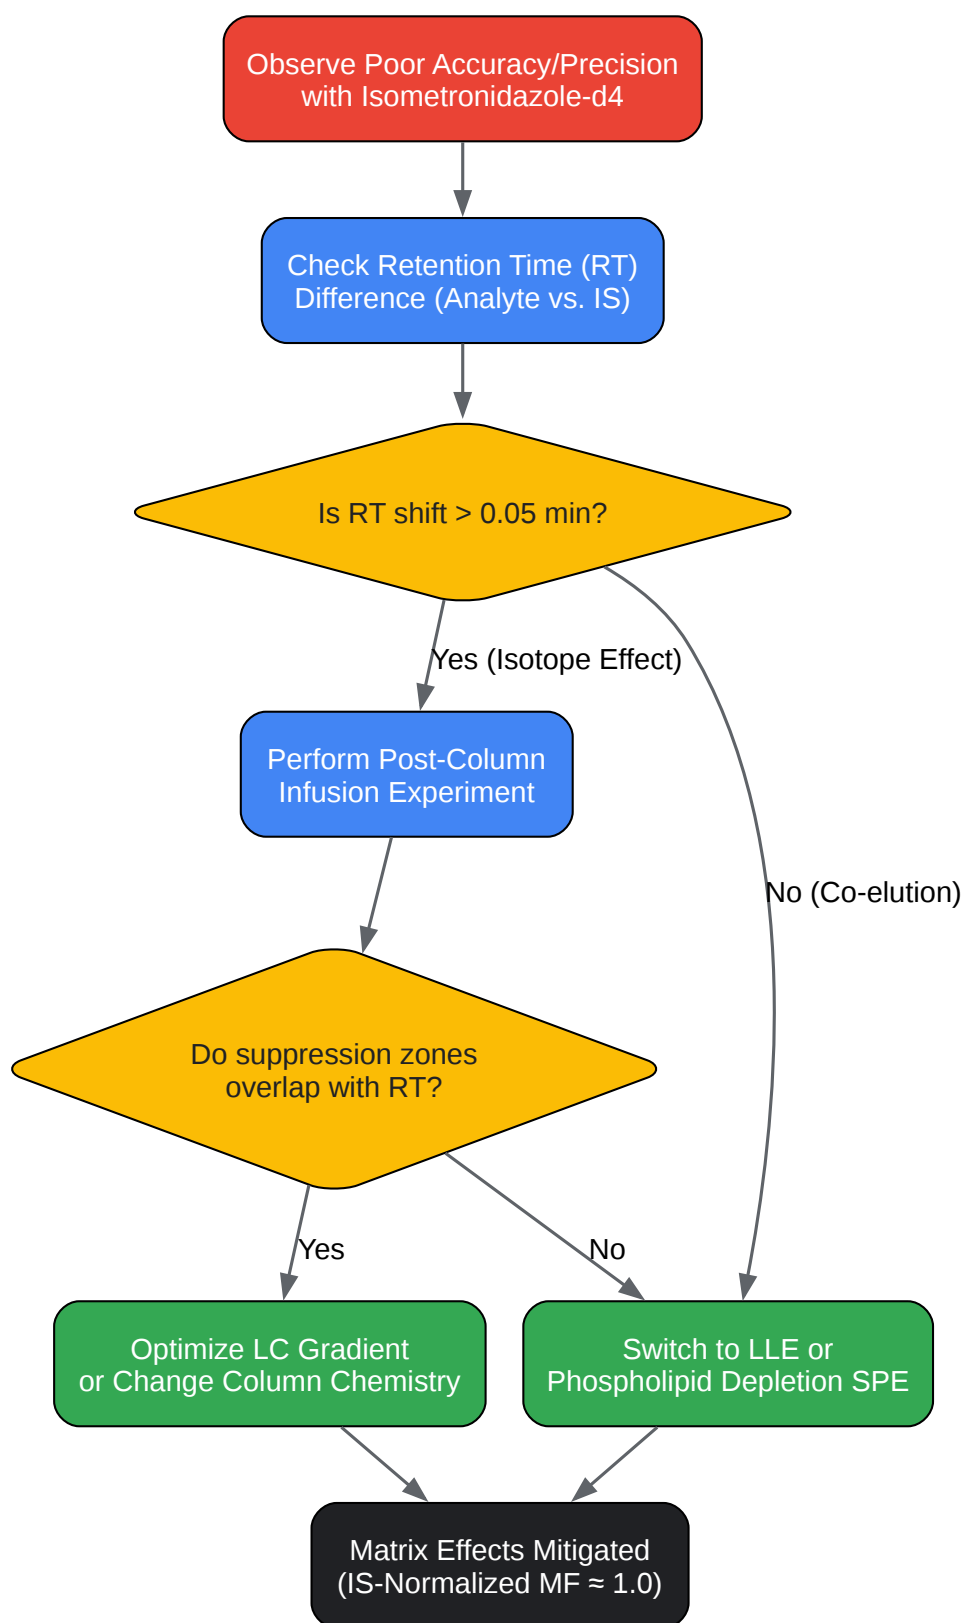 Observe Poor Accuracy/Precision
with Isometronidazole-d4
Check Retention Time (RT)
Difference (Analyte vs. IS)
Is RT shift > 0.05 min?
Yes (Isotope Effect)
Perform Post-Column
Infusion Experiment
No (Co-elution)
Do suppression zones
overlap with RT?
Yes
No
Optimize LC Gradient
or Change Column Chemistry
Switch to LLE or
Phospholipid Depletion SPE
Matrix Effects Mitigated
(IS-Normalized MF ≈ 1.0)